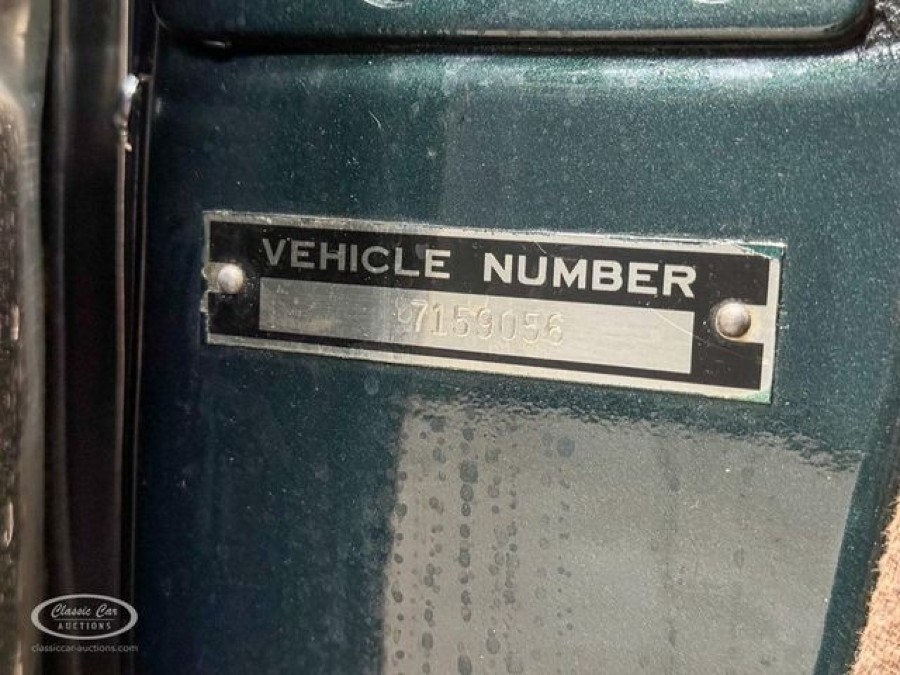 VEHICLE NUMBER
7159056
Classic Car
AUCTIONS
classiccar-auctions.com